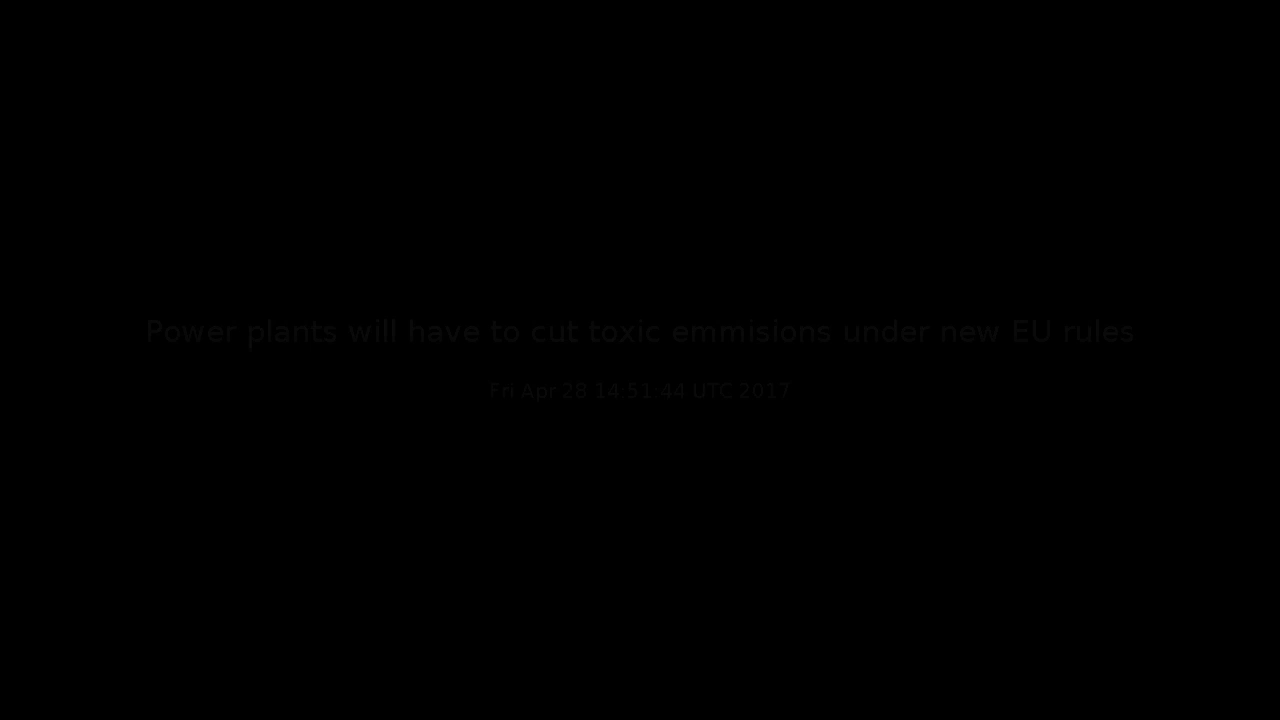 Power plants will have to cut toxic emmisions under new EU rules
Fri Apr 28 14:51:44 UTC 2017